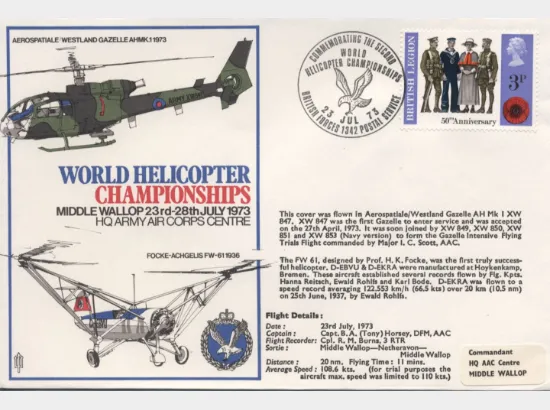 AEROSPATIALE/WESTLAND GAZELLE AH MK.1 1973
ARMY
WORLD HELICOPTER
CHAMPIONSHIPS
MIDDLE WALLOP 23rd-28th JULY 1973
HQ ARMY AIR CORPS CENTRE
FOCKE-ACHGELIS FW-61 1936
COMMEMORATING THE SECOND
WORLD
HELICOPTER CHAMPIONSHIPS
23 JUL 73
BRITISH FORCES 1342 POSTAL SERVICE
BRITISH LEGION
3P
50th Anniversary
This cover was flown in Aerospatiale/Westland Gazelle AH Mk I XW
847. XW 847 was the first Gazelle to enter service and was accepted
on the 27th April, 1973. It was soon joined by XW 849, XW 850, XW
851 and XW 853 (Navy version) to form the Gazelle Intensive Flying
Trials Flight commanded by Major I. C. Scott, AAC.
The FW 61, designed by Prof. H. K. Focke, was the first truly success-
ful helicopter. D-EBYU & D-EKRA were manufactured at Hoykenkamp,
Bremen. These aircraft established several records flown by Flg. Kpts.
Hanna Reitsch, Ewald Rohlfs and Karl Bode. D-EKRA was flown to a
speed record averaging 122.553 km/h (66.5 kts) over 20 km (10.5 nm)
on 25th June, 1937, by Ewald Rohlfs.
Flight Details:
Date: 23rd July, 1973
Captain: Capt. B.A. (Tony) Horsey, DFM, AAC
Flight Recorder: Cpl. R. M. Burns, 3 RTR
Sortie: Middle Wallop—Netheravon—
Middle Wallop
Distance: 20 nm. Flying Time: 11 mins.
Average Speed: 108.6 kts. (for trial purposes the
aircraft max. speed was limited to 110 kts.)
Commandant
HQ AAC Centre
MIDDLE WALLOP